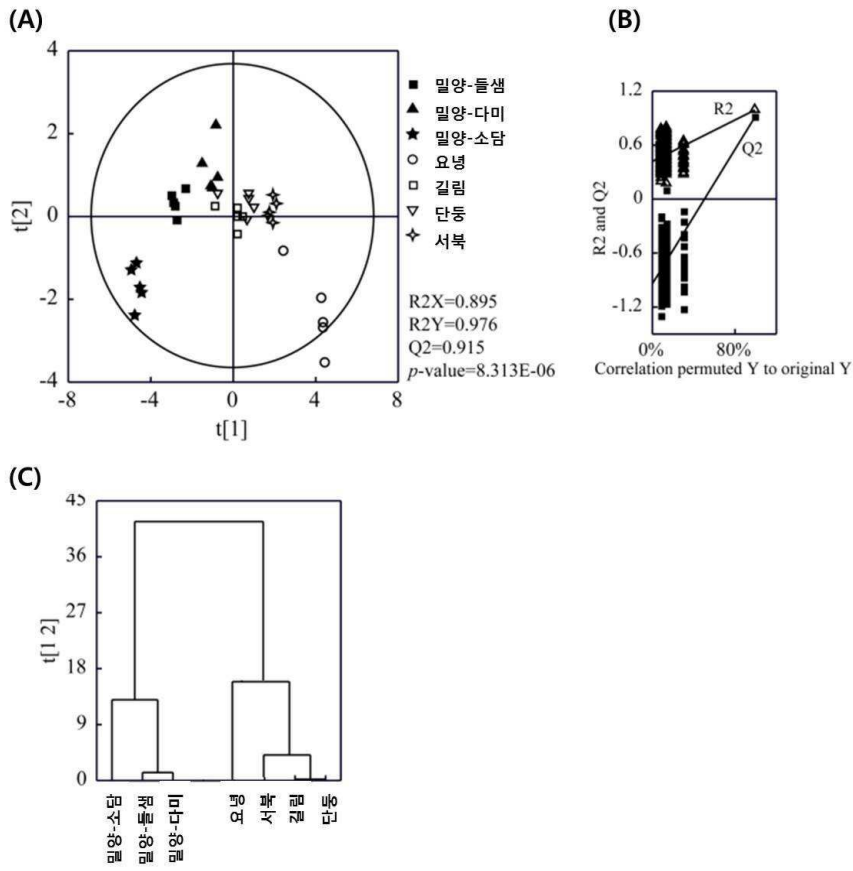 (A)
(B)
4
2
0
-2
-4
-8
-4
0
4
8
t[2]
t[1]
밀양-들샘
밀양-다미
밀양-소담
요녕
길림
단둥
서북
R2X=0.895
R2Y=0.976
Q2=0.915
p-value=8.313E-06
1.2
0.6
0
-0.6
-1.2
R2 and Q2
R2
Q2
0%
80%
Correlation permuted Y to original Y
(C)
45
36
27
18
9
0
t[1 2]
밀양-소담
밀양-들샘
밀양-다미
요녕
서북
길림
단둥